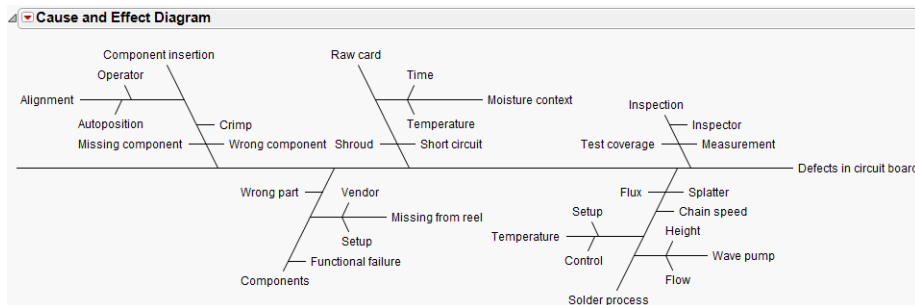 Cause and Effect Diagram
Component insertion
Raw card
Operator
Time
Alignment
Moisture context
Inspection
Autoposition
Crimp
Temperature
Inspector
Missing component
Wrong component
Shroud
Short circuit
Test coverage
Measurement
Defects in circuit board
Wrong part
Vendor
Flux
Splatter
Missing from reel
Setup
Chain speed
Temperature
Height
Setup
Control
Wave pump
Functional failure
Flow
Components
Solder process